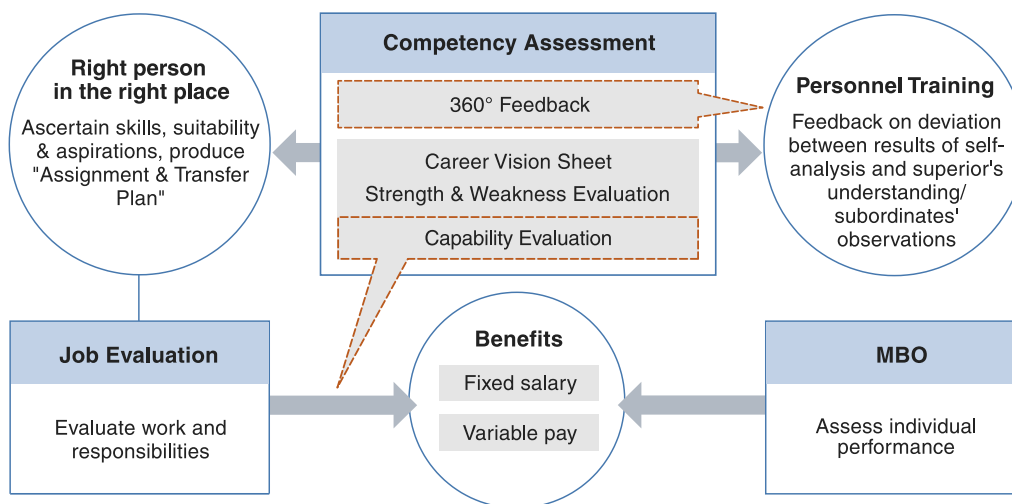 Right person
in the right place
Ascertain skills, suitability
& aspirations, produce
"Assignment & Transfer
Plan"
Competency Assessment
360° Feedback
Career Vision Sheet
Strength & Weakness Evaluation
Capability Evaluation
Personnel Training
Feedback on deviation
between results of self-
analysis and superior's
understanding/
subordinates'
observations
Job Evaluation
Evaluate work and
responsibilities
Benefits
Fixed salary
Variable pay
MBO
Assess individual
performance